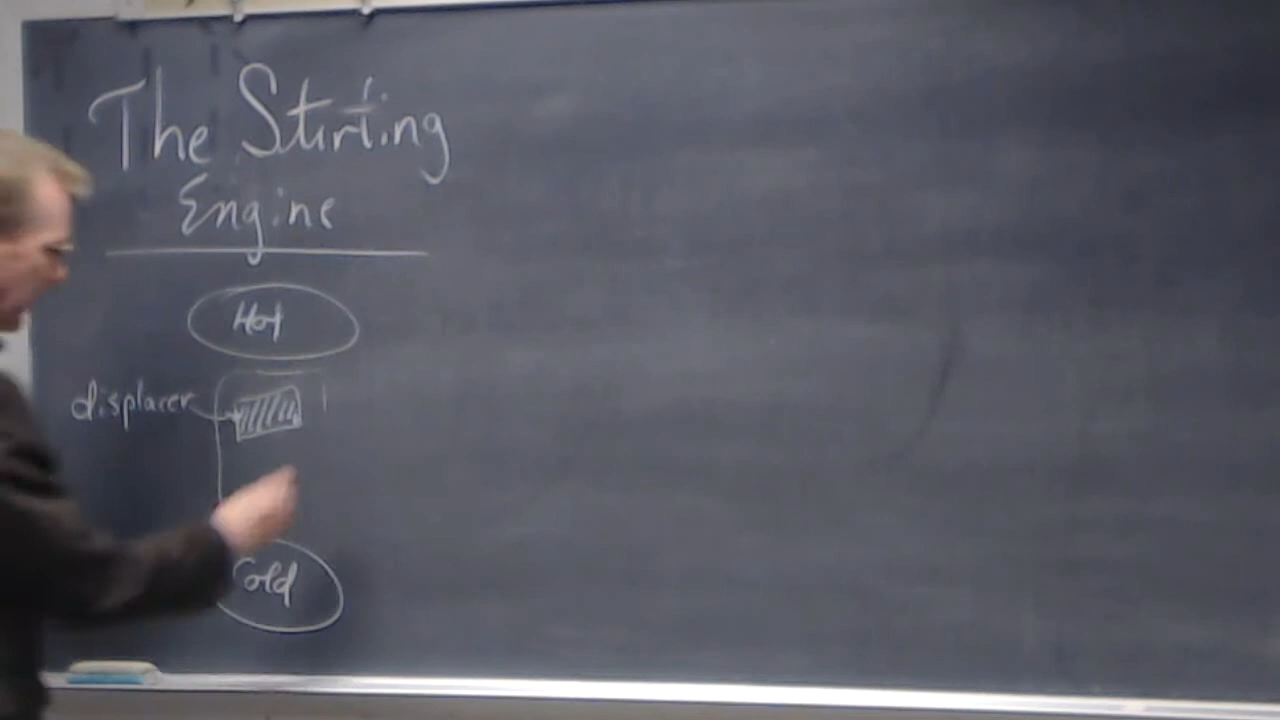 The Stirling
Engine
Hot
displacer
Cold